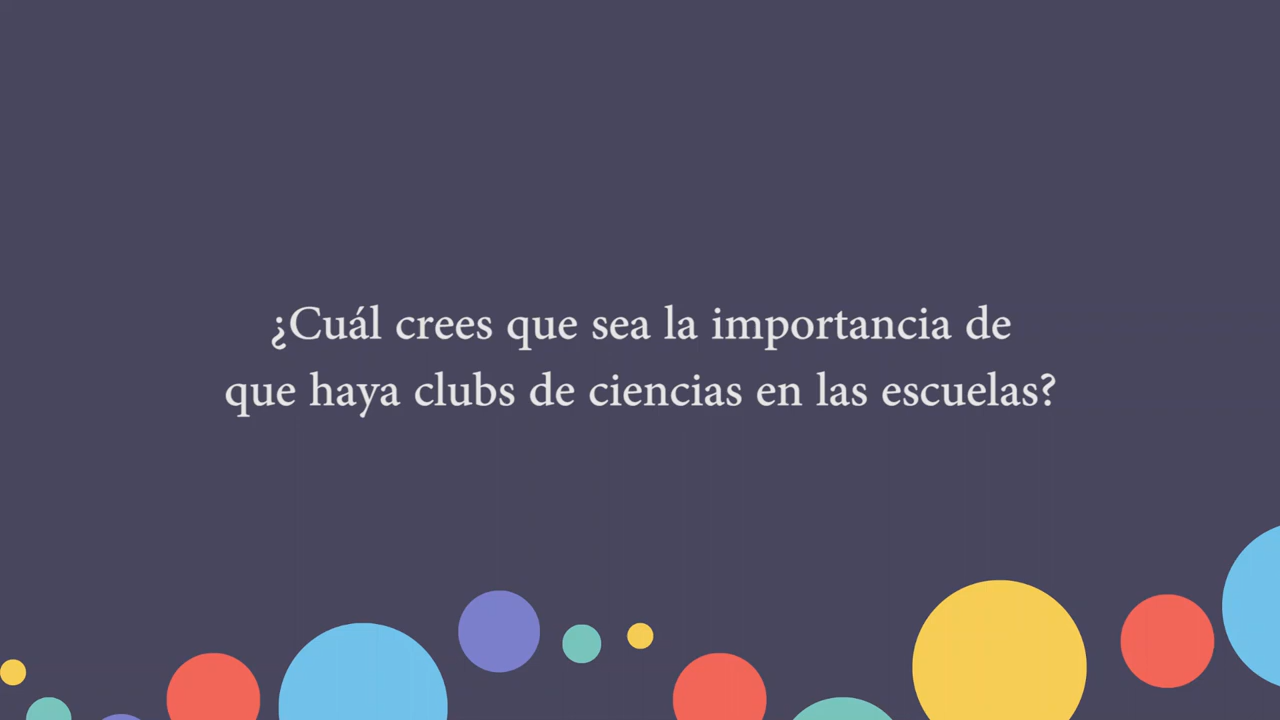 ¿Cuál crees que sea la importancia de
que haya clubs de ciencias en las escuelas?